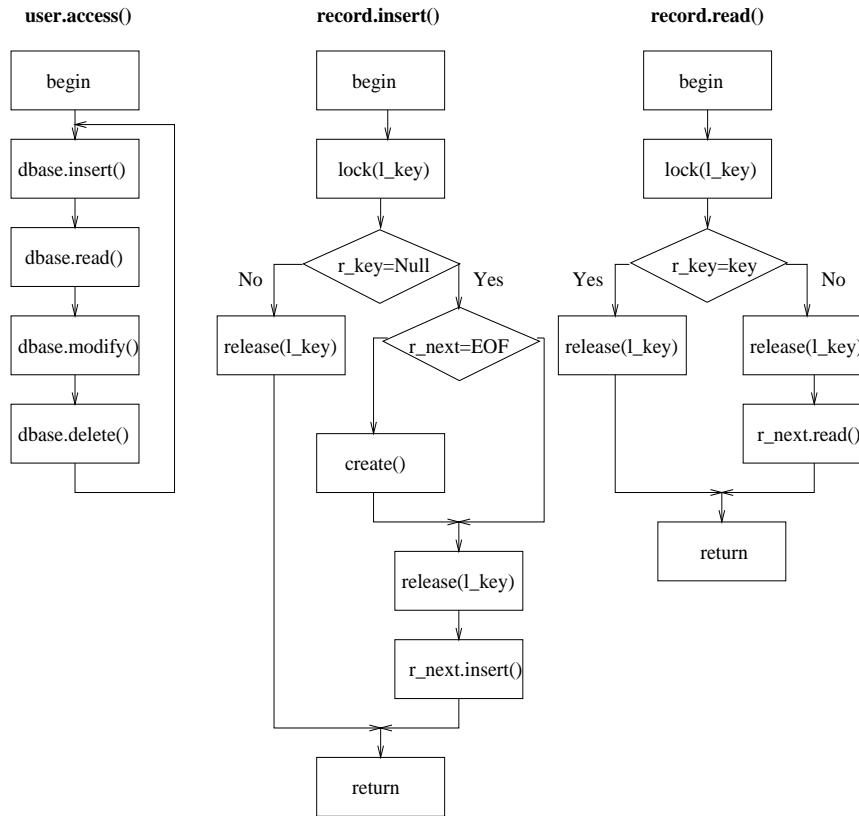 user.access()
begin
dbase.insert()
dbase.read()
dbase.modify()
dbase.delete()
record.insert()
begin
lock(l_key)
r_key=Null
No
Yes
release(l_key)
r_next=EOF
create()
release(l_key)
r_next.insert()
return
record.read()
begin
lock(l_key)
r_key=key
Yes
No
release(l_key)
release(l_key)
r_next.read()
return